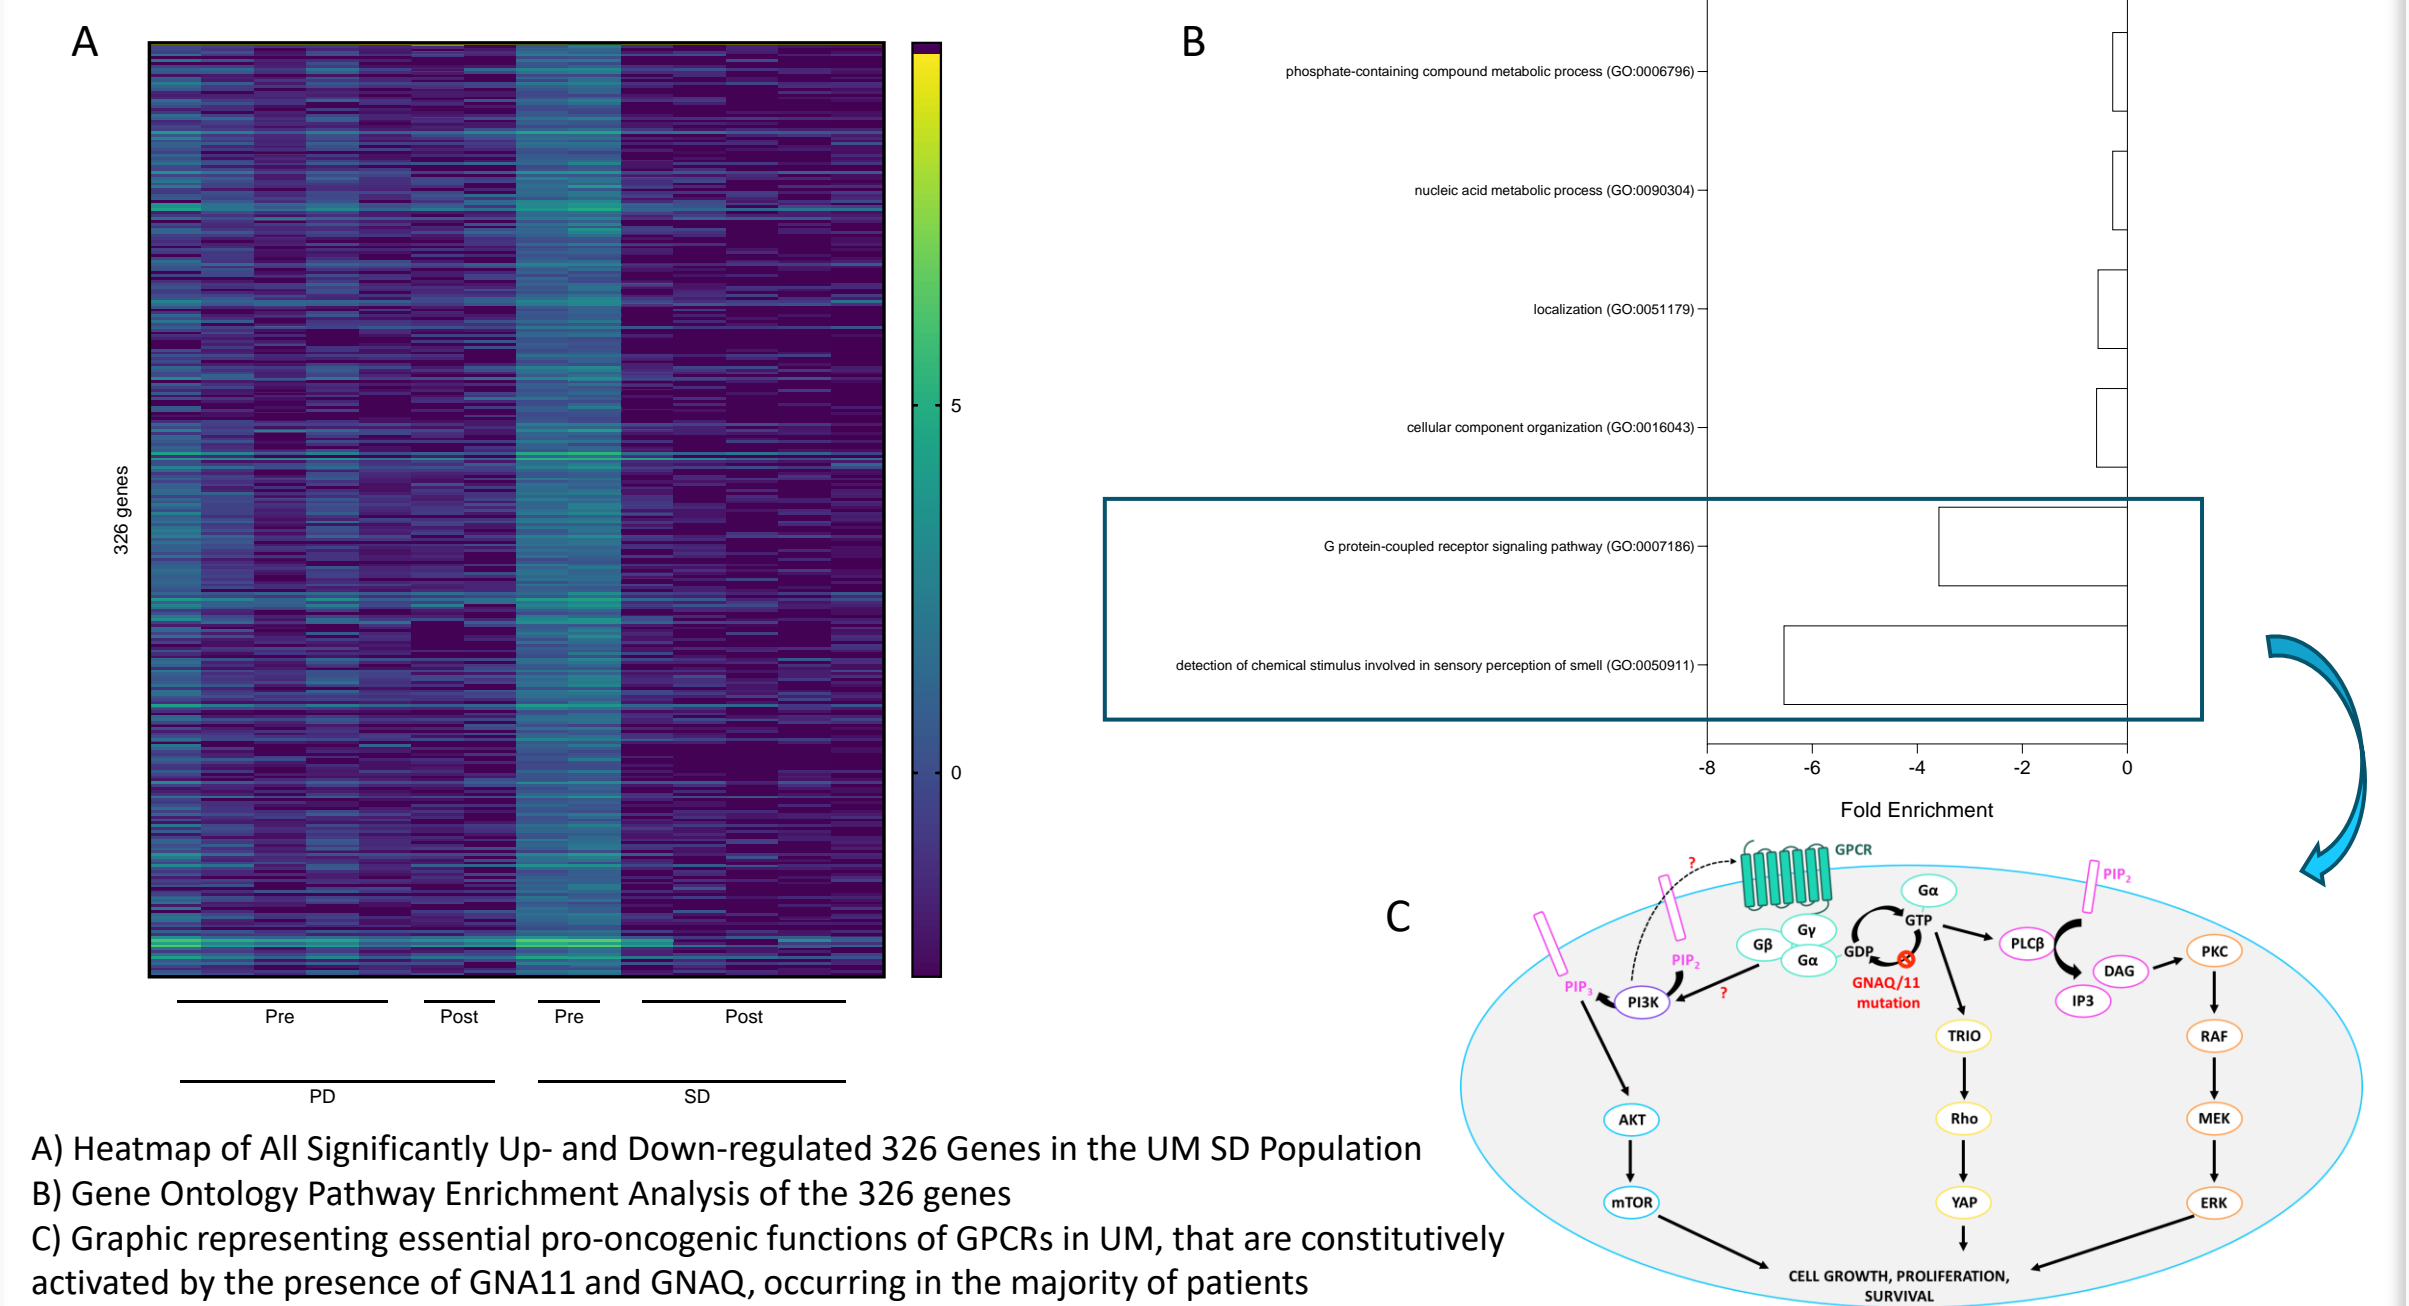 A
326 genes
5
0
Pre
Post
Pre
Post
PD
SD
B
phosphate-containing compound metabolic process (GO:0006796)
nucleic acid metabolic process (GO:0090304)
localization (GO:0051179)
cellular component organization (GO:0016043)
G protein-coupled receptor signaling pathway (GO:0007186)
detection of chemical stimulus involved in sensory perception of smell (GO:0050911)
-8
-6
-4
-2
0
Fold Enrichment
C
?
GPCR
PIP₂
Gα
GTP
Gγ
Gβ
Gα
GDP
PLCβ
PKC
PIP₂
DAG
PIP₃
PI3K
?
GNAQ/11
mutation
IP3
TRIO
RAF
AKT
Rho
MEK
mTOR
YAP
ERK
CELL GROWTH, PROLIFERATION,
SURVIVAL
A) Heatmap of All Significantly Up- and Down-regulated 326 Genes in the UM SD Population
B) Gene Ontology Pathway Enrichment Analysis of the 326 genes
C) Graphic representing essential pro-oncogenic functions of GPCRs in UM, that are constitutively
activated by the presence of GNA11 and GNAQ, occurring in the majority of patients